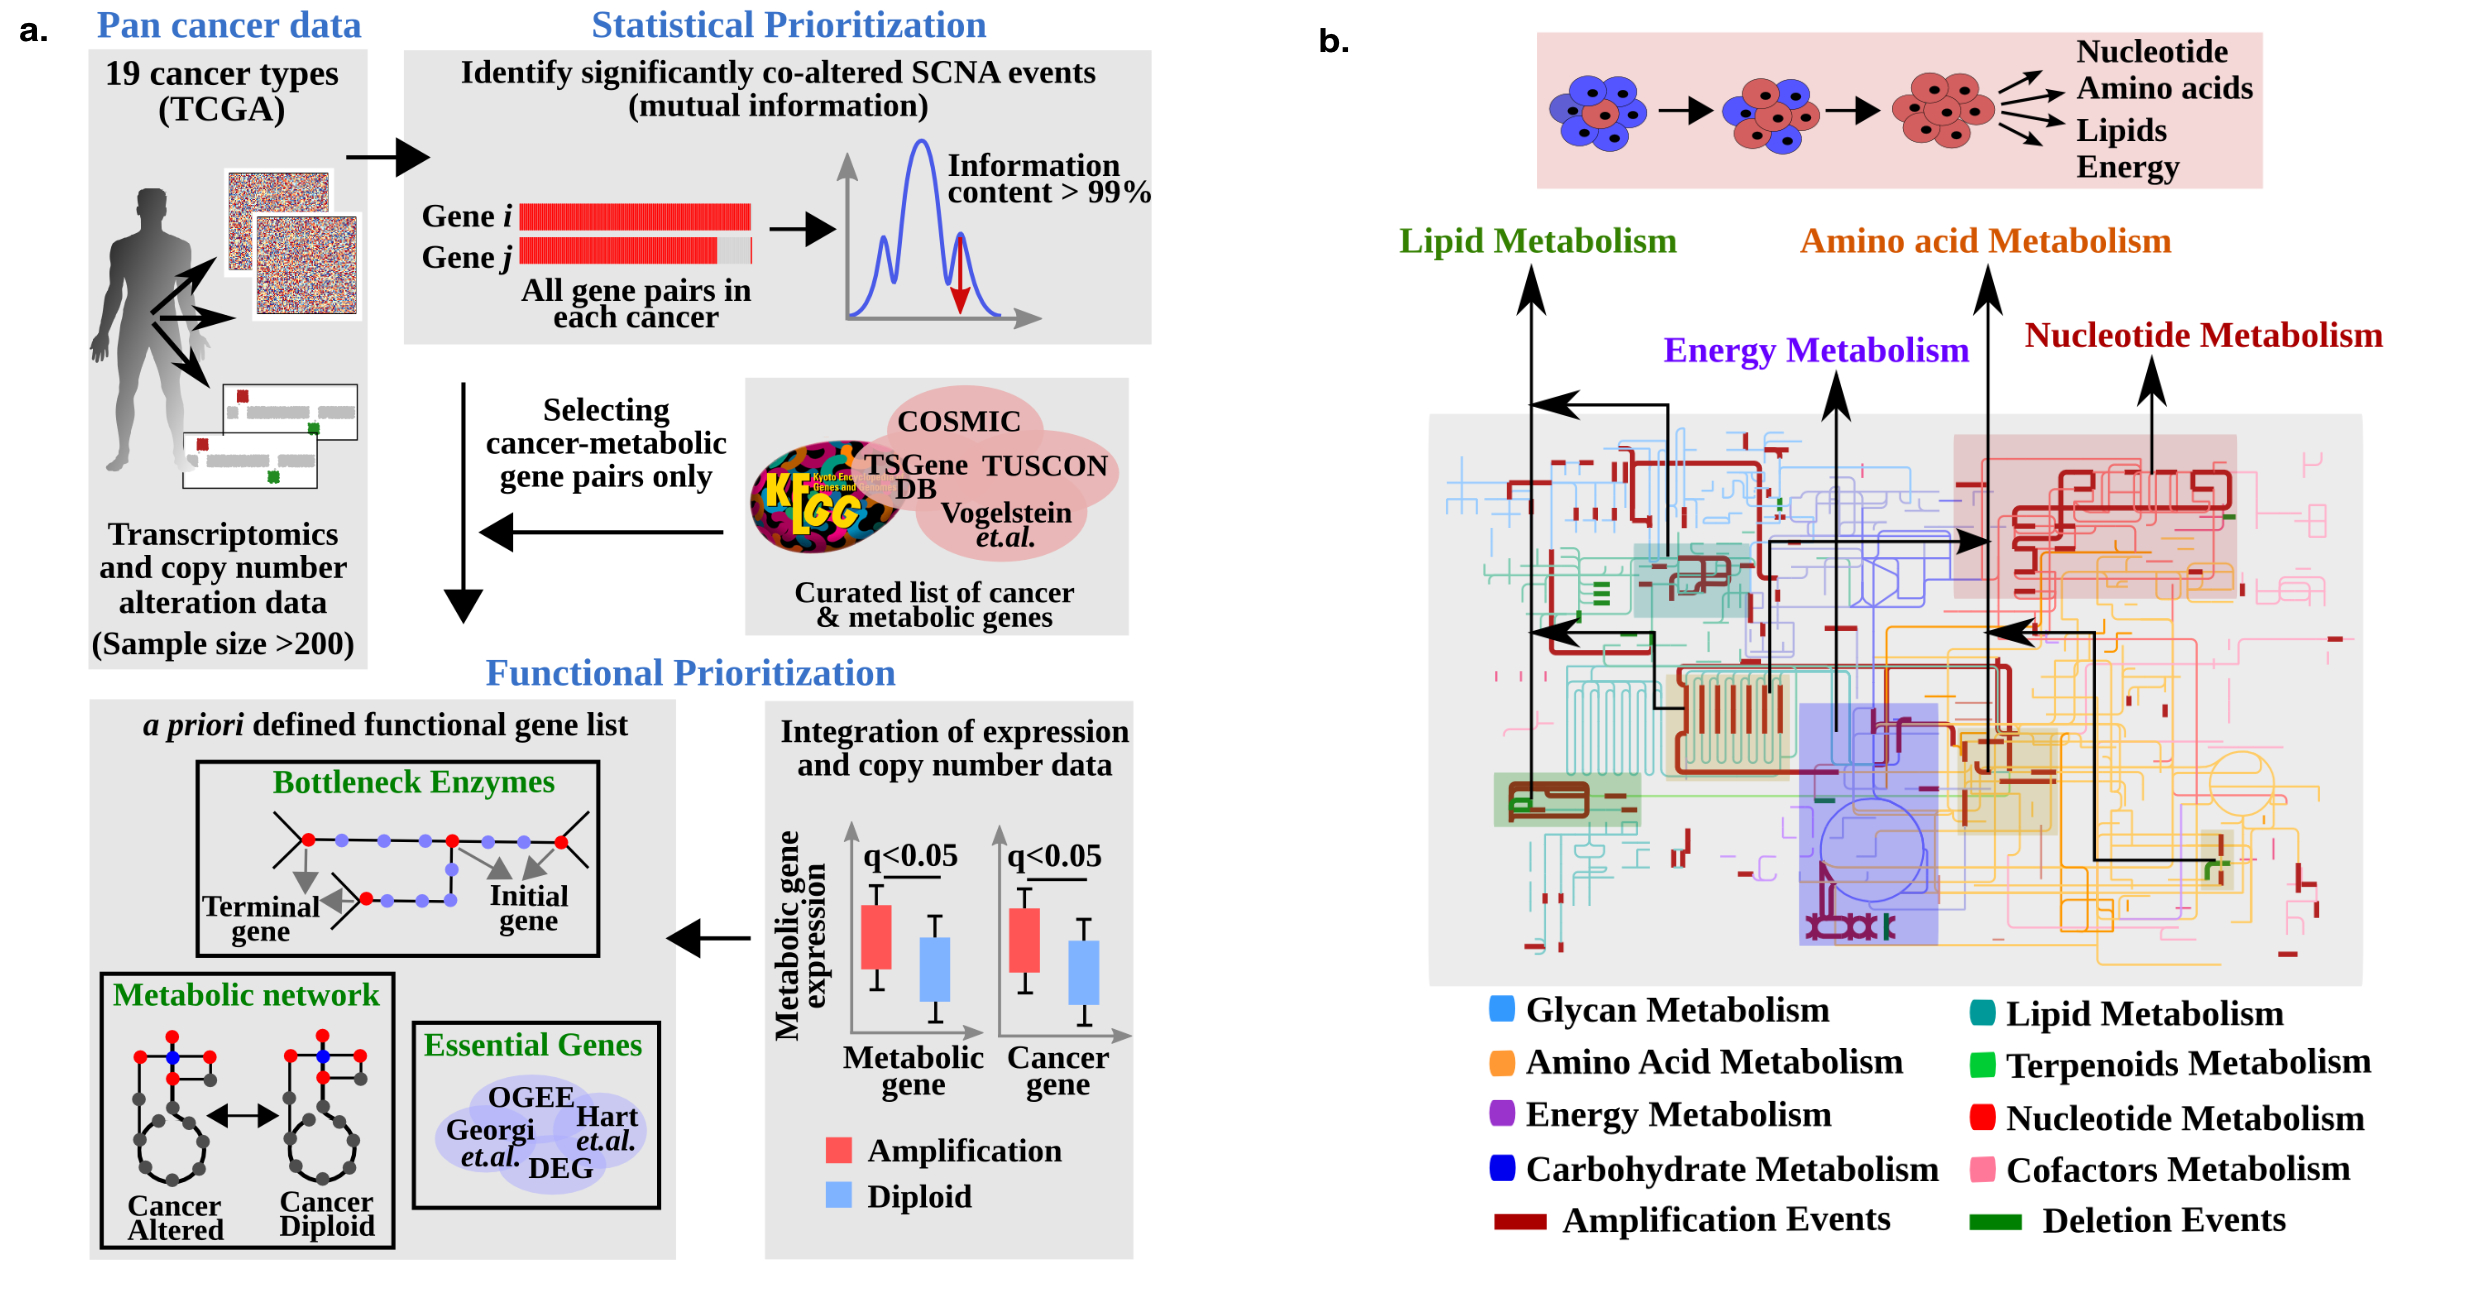 a.
Pan cancer data
19 cancer types
(TCGA)
Transcriptomics
and copy number
alteration data
(Sample size >200)
Statistical Prioritization
Identify significantly co-altered SCNA events
(mutual information)
Gene i
Gene j
All gene pairs in
each cancer
Information
content > 99%
Selecting
cancer-metabolic
gene pairs only
KEGG
Kyoto Encyclopedia
Genes and Genomes
COSMIC
TSGene
DB
TUSCON
Vogelstein
et.al.
Curated list of cancer
& metabolic genes
Functional Prioritization
a priori defined functional gene list
Bottleneck Enzymes
Terminal
gene
Initial
gene
Metabolic network
Cancer
Altered
Cancer
Diploid
Essential Genes
OGEE
Georgi
et.al.
Hart
et.al.
DEG
Integration of expression
and copy number data
Metabolic gene
expression
q<0.05
q<0.05
Metabolic
gene
Cancer
gene
Amplification
Diploid
b.
Nucleotide
Amino acids
Lipids
Energy
Lipid Metabolism
Amino acid Metabolism
Energy Metabolism
Nucleotide Metabolism
Glycan Metabolism
Amino Acid Metabolism
Energy Metabolism
Carbohydrate Metabolism
Amplification Events
Lipid Metabolism
Terpenoids Metabolism
Nucleotide Metabolism
Cofactors Metabolism
Deletion Events